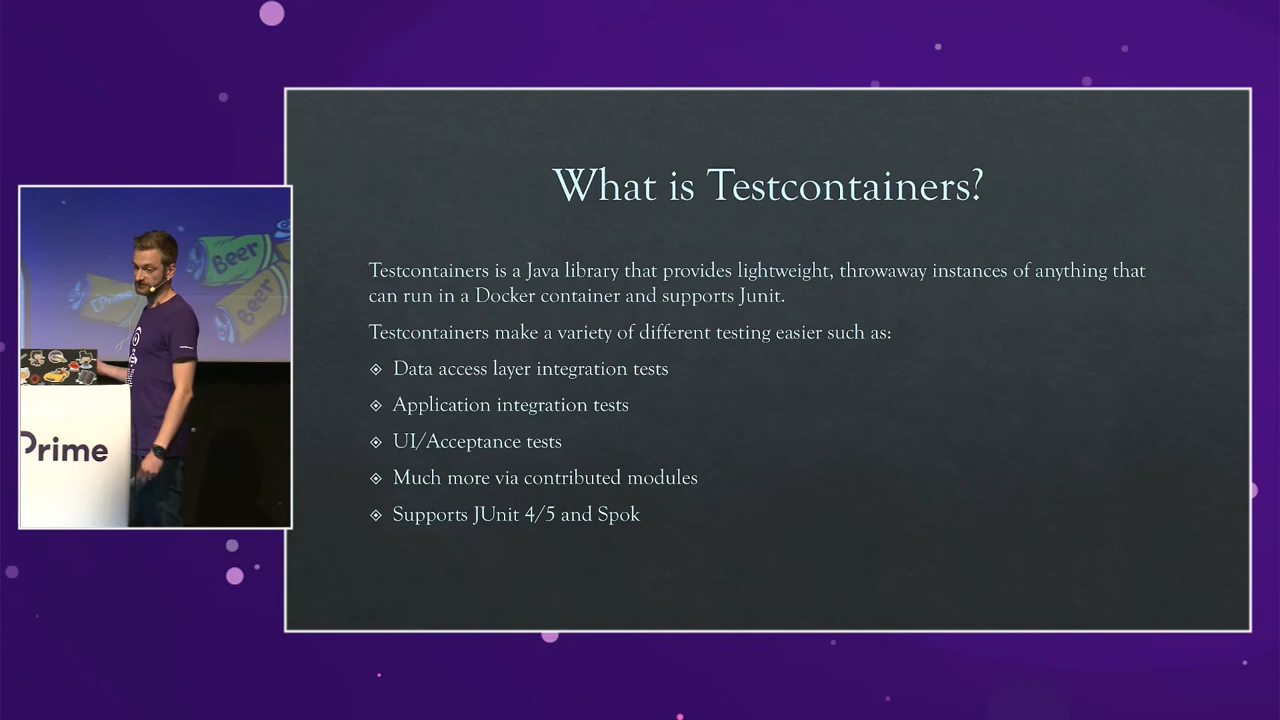 What is Testcontainers?
Testcontainers is a Java library that provides lightweight, throwaway instances of anything that
can run in a Docker container and supports Junit.
Testcontainers make a variety of different testing easier such as:
Data access layer integration tests
Application integration tests
UI/Acceptance tests
Much more via contributed modules
Supports JUnit 4/5 and Spok
Beer
Beer
Prime